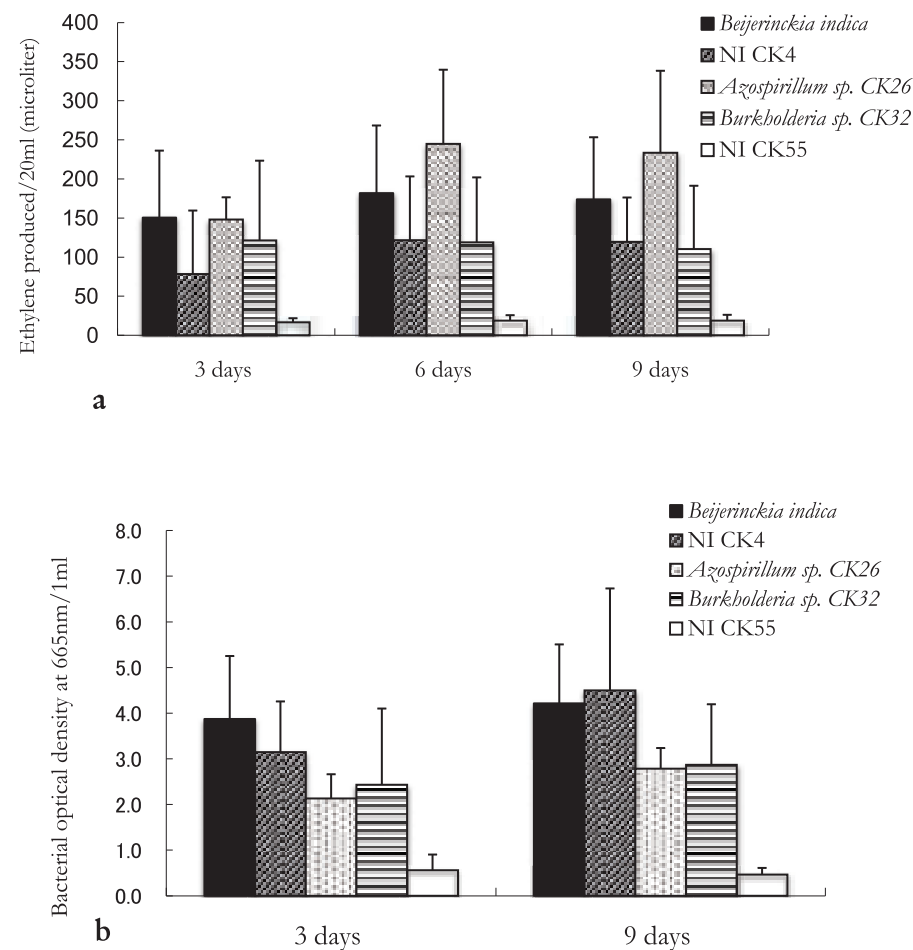 400
350
300
250
200
150
100
50
0
Ethylene produced/20ml (microliter)
Beijerinckia indica
NI CK4
Azospirillum sp. CK26
Burkholderia sp. CK32
NI CK55
3 days 6 days 9 days
a
8.0
7.0
6.0
5.0
4.0
3.0
2.0
1.0
0.0
Bacterial optical density at 665nm/1ml
Beijerinckia indica
NI CK4
Azospirillum sp. CK26
Burkholderia sp. CK32
NI CK55
3 days 9 days
b